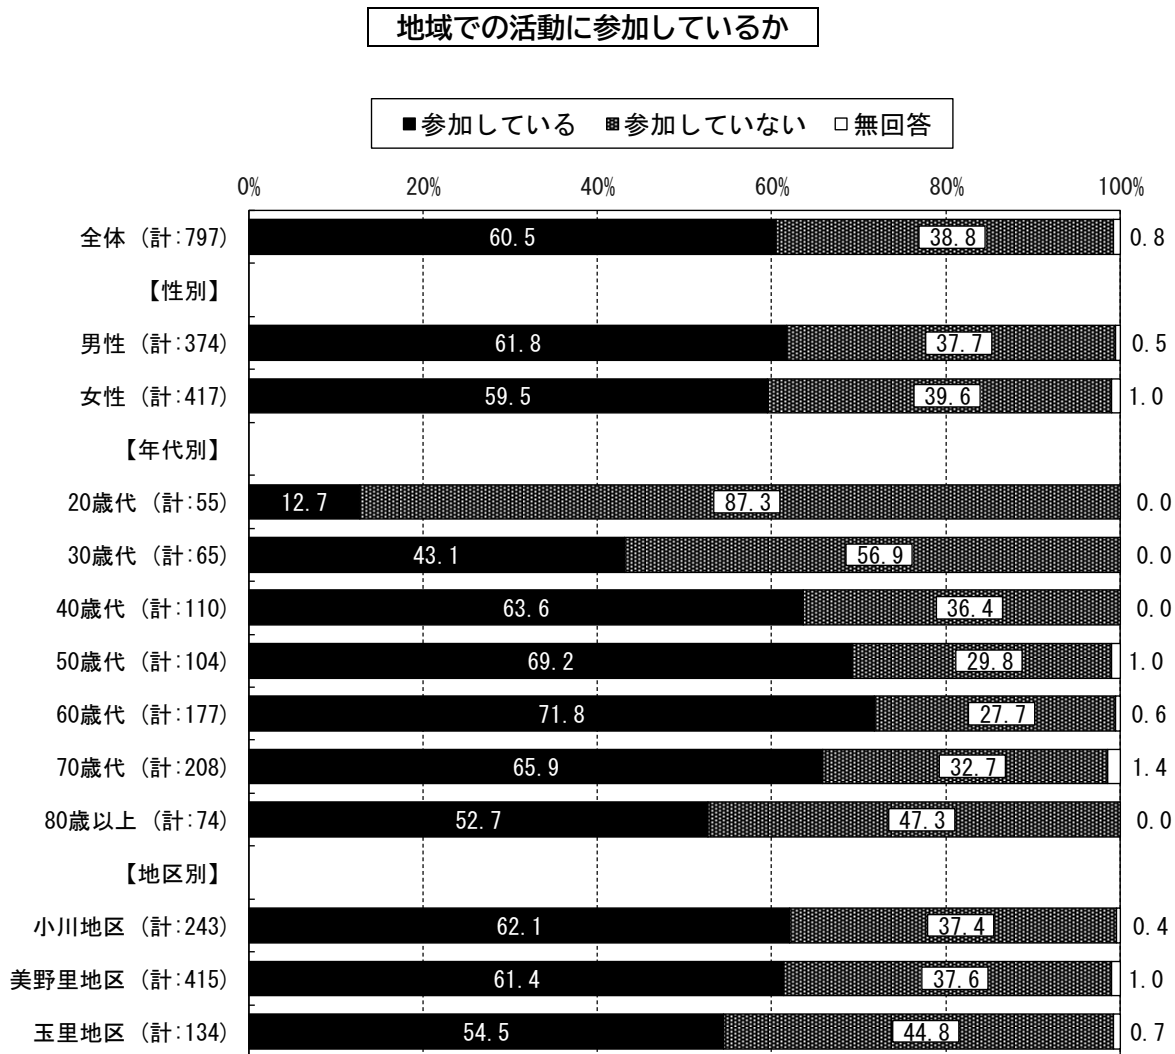 地域での活動に参加しているか
■参加している ▩参加していない □無回答
0% 20% 40% 60% 80% 100%
全体 (計:797) 60.5 38.8 0.8
【性別】
男性 (計:374) 61.8 37.7 0.5
女性 (計:417) 59.5 39.6 1.0
【年代別】
20歳代 (計:55) 12.7 87.3 0.0
30歳代 (計:65) 43.1 56.9 0.0
40歳代 (計:110) 63.6 36.4 0.0
50歳代 (計:104) 69.2 29.8 1.0
60歳代 (計:177) 71.8 27.7 0.6
70歳代 (計:208) 65.9 32.7 1.4
80歳以上 (計:74) 52.7 47.3 0.0
【地区別】
小川地区 (計:243) 62.1 37.4 0.4
美野里地区 (計:415) 61.4 37.6 1.0
玉里地区 (計:134) 54.5 44.8 0.7